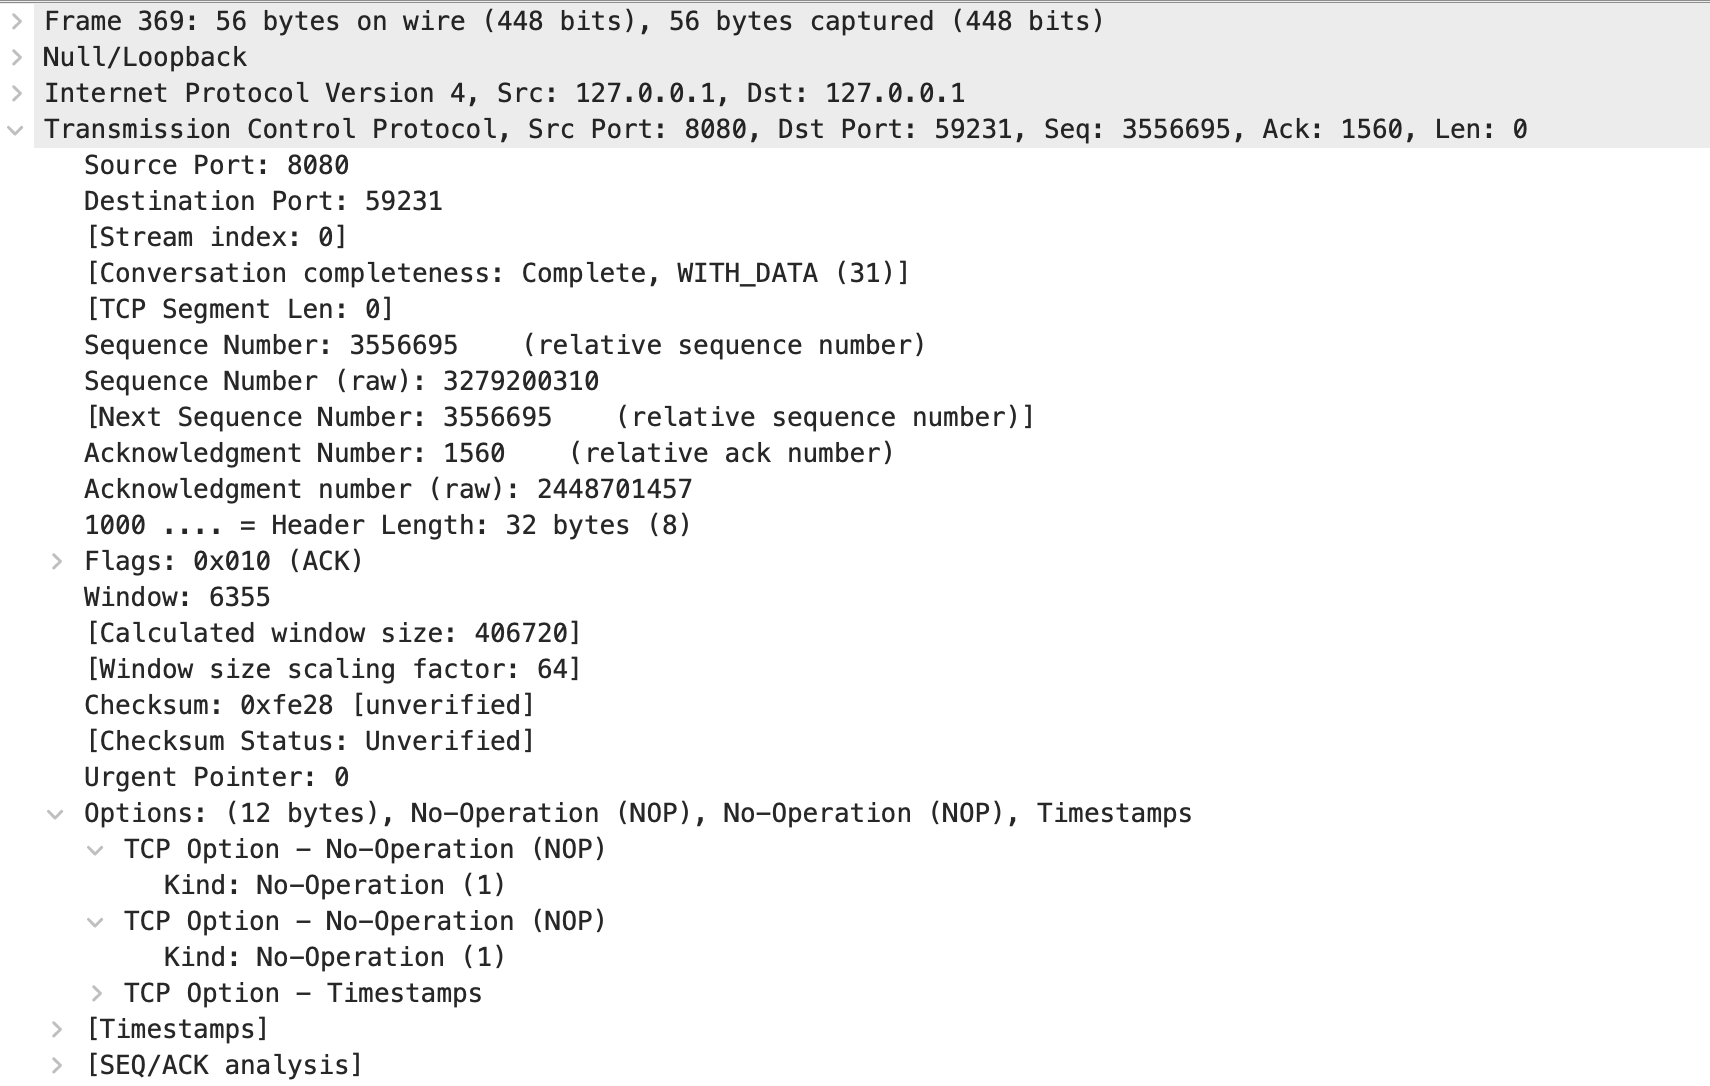 Frame 369: 56 bytes on wire (448 bits), 56 bytes captured (448 bits)
Null/Loopback
Internet Protocol Version 4, Src: 127.0.0.1, Dst: 127.0.0.1
Transmission Control Protocol, Src Port: 8080, Dst Port: 59231, Seq: 3556695, Ack: 1560, Len: 0
Source Port: 8080
Destination Port: 59231
[Stream index: 0]
[Conversation completeness: Complete, WITH_DATA (31)]
[TCP Segment Len: 0]
Sequence Number: 3556695    (relative sequence number)
Sequence Number (raw): 3279200310
[Next Sequence Number: 3556695    (relative sequence number)]
Acknowledgment Number: 1560    (relative ack number)
Acknowledgment number (raw): 2448701457
1000 .... = Header Length: 32 bytes (8)
Flags: 0x010 (ACK)
Window: 6355
[Calculated window size: 406720]
[Window size scaling factor: 64]
Checksum: 0xfe28 [unverified]
[Checksum Status: Unverified]
Urgent Pointer: 0
Options: (12 bytes), No-Operation (NOP), No-Operation (NOP), Timestamps
TCP Option – No-Operation (NOP)
Kind: No-Operation (1)
TCP Option – No-Operation (NOP)
Kind: No-Operation (1)
TCP Option – Timestamps
[Timestamps]
[SEQ/ACK analysis]